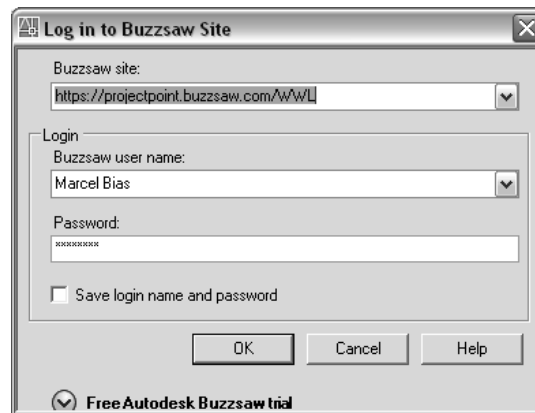 Log in to Buzzsaw Site
Buzzsaw site:
https://projectpoint.buzzsaw.com/WWL
Login
Buzzsaw user name:
Marcel Bias
Password:
********
Save login name and password
OK Cancel Help
Free Autodesk Buzzsaw trial